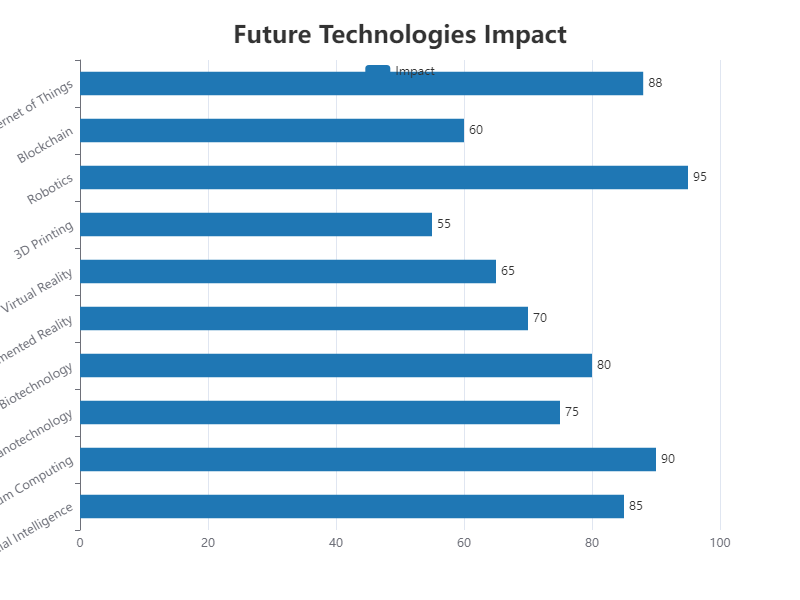 Future Technologies Impact
Impact
ernet of Things 88
Blockchain 60
Robotics 95
3D Printing 55
Virtual Reality 65
mented Reality 70
Biotechnology 80
anotechnology 75
um Computing 90
ial Intelligence 85
0 20 40 60 80 100